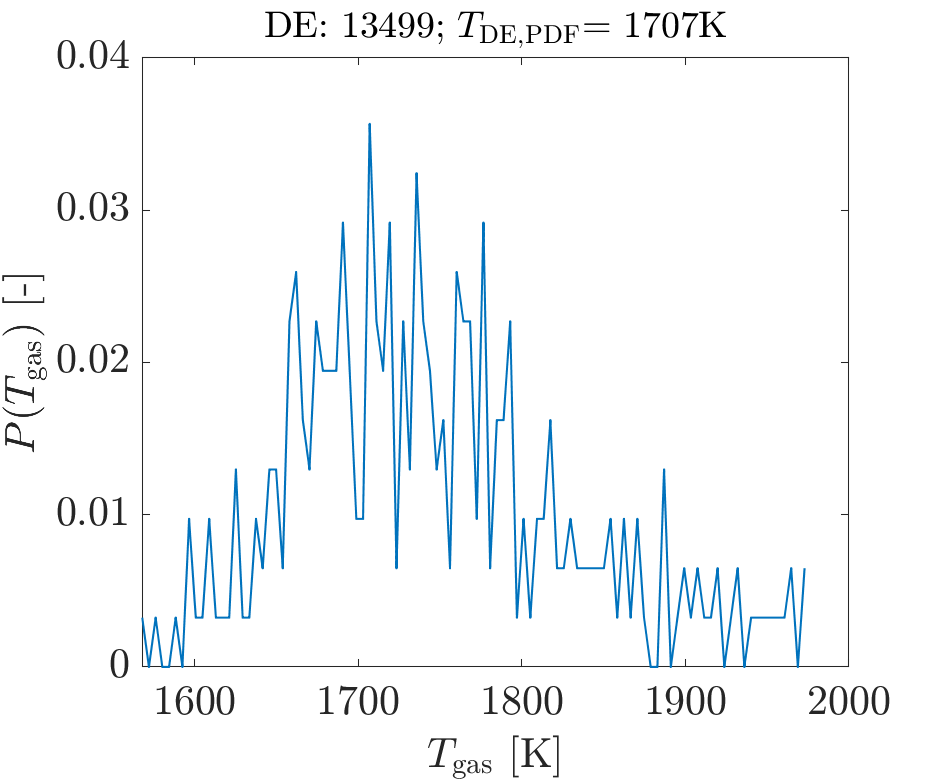 DE: 13499; T_DE,PDF= 1707K
0.04
0.03
0.02
0.01
0
P(T_gas) [-]
1600 1700 1800 1900 2000
T_gas [K]